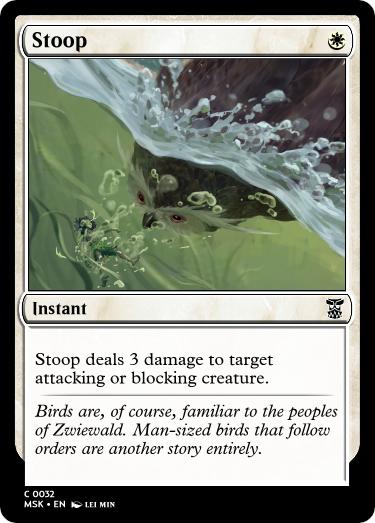 Stoop
Instant
Stoop deals 3 damage to target
attacking or blocking creature.
Birds are, of course, familiar to the peoples
of Zwiewald. Man-sized birds that follow
orders are another story entirely.
C 0032
MSK • EN LEI MIN